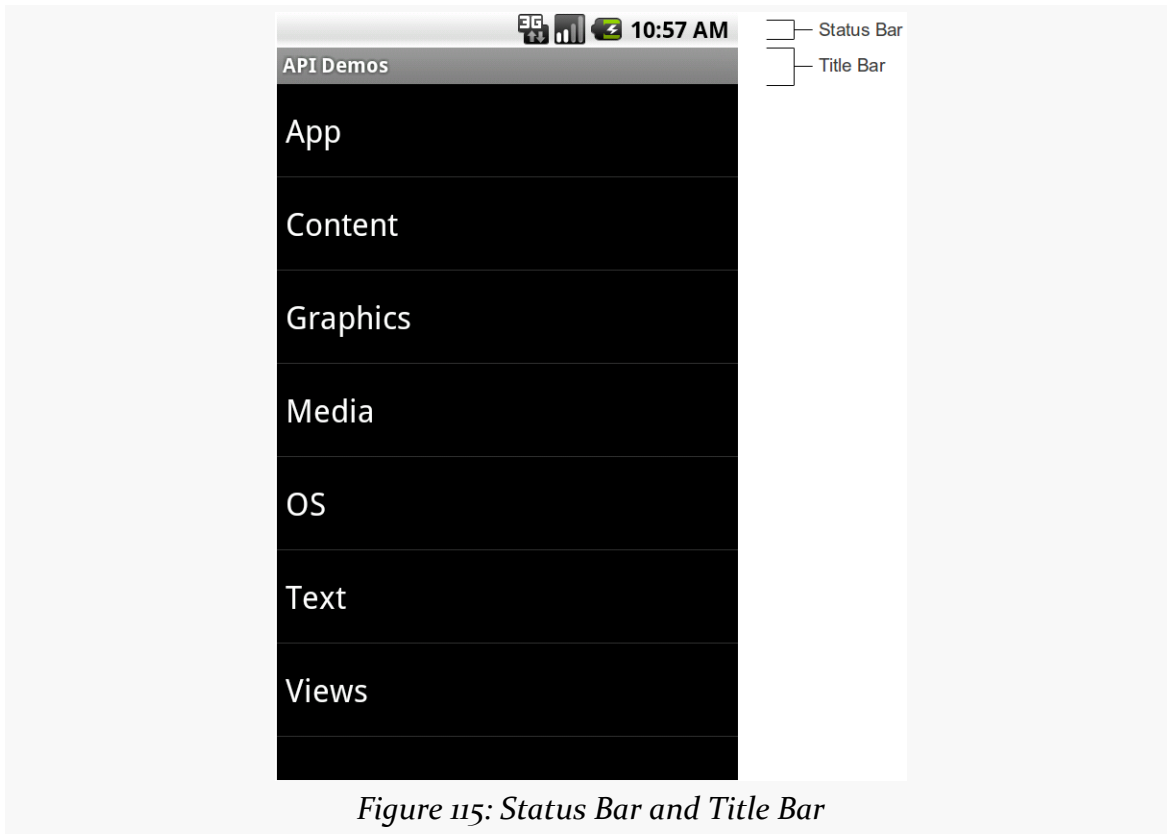 3G 10:57 AM
Status Bar
API Demos
Title Bar
App
Content
Graphics
Media
OS
Text
Views
Figure 115: Status Bar and Title Bar